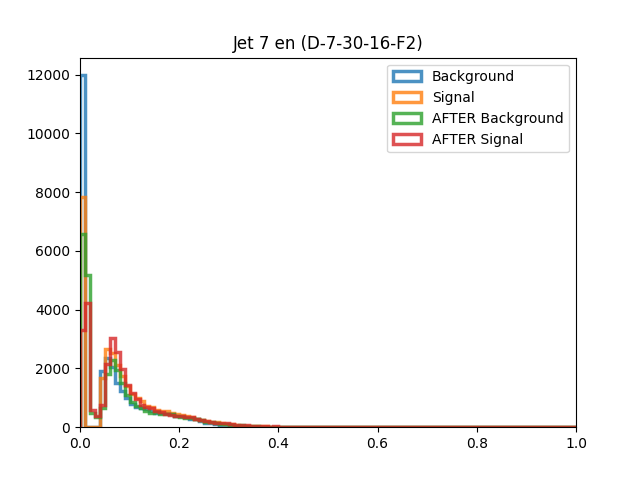 Jet 7 en (D-7-30-16-F2)
12000
10000
8000
6000
4000
2000
0
0.0 0.2 0.4 0.6 0.8 1.0
Background
Signal
AFTER Background
AFTER Signal